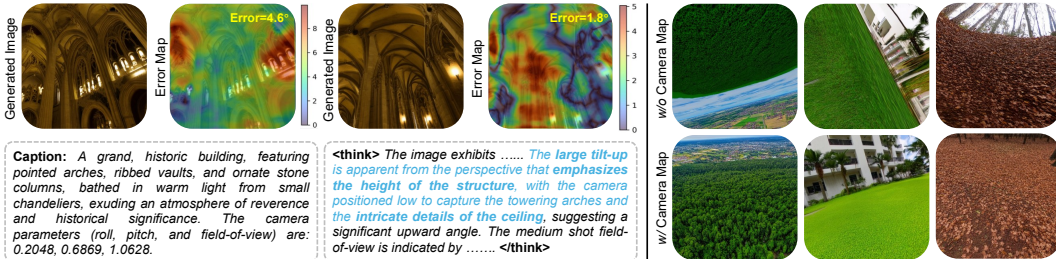 Generated Image
Error Map
Error=4.6°
8
6
4
2
0
Generated Image
Error Map
Error=1.8°
5
4
3
2
1
0
Caption: A grand, historic building, featuring
pointed arches, ribbed vaults, and ornate stone
columns, bathed in warm light from small
chandeliers, exuding an atmosphere of reverence
and historical significance. The camera
parameters (roll, pitch, and field-of-view) are:
0.2048, 0.6869, 1.0628.
<think> The image exhibits …... The large tilt-up
is apparent from the perspective that emphasizes
the height of the structure, with the camera
positioned low to capture the towering arches and
the intricate details of the ceiling, suggesting a
significant upward angle. The medium shot field-
of-view is indicated by ……. </think>
w/o Camera Map
w/ Camera Map